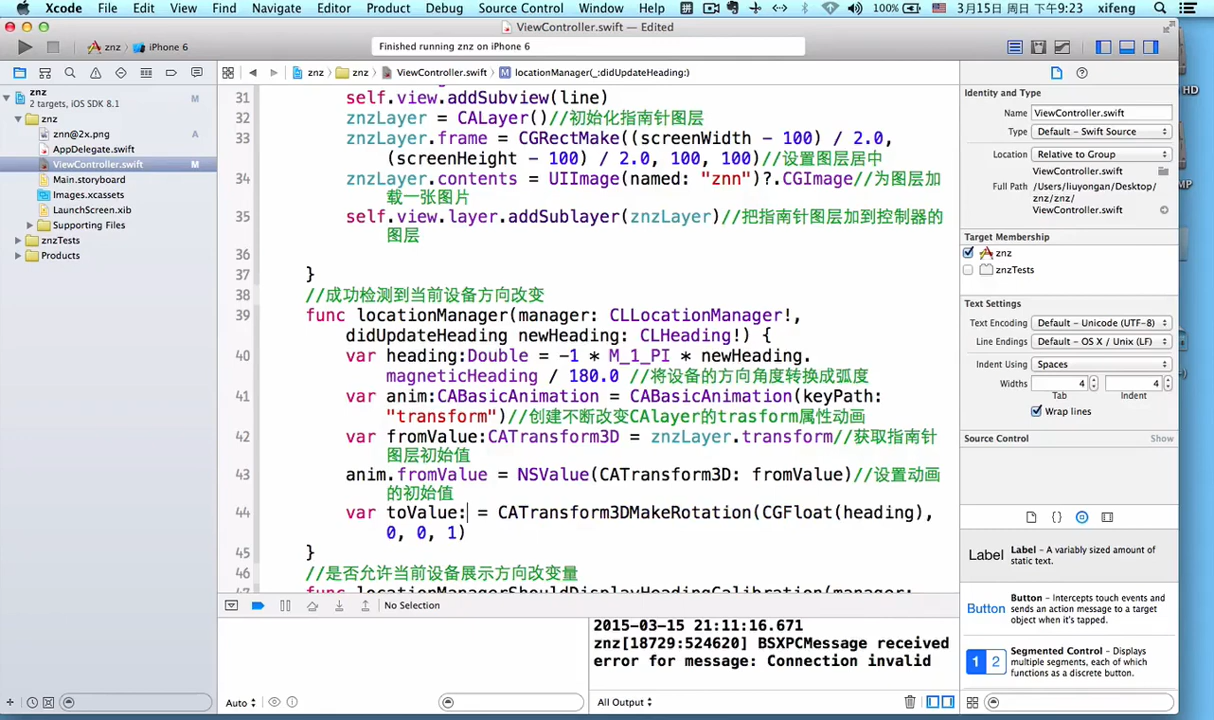 Xcode File Edit View Find Navigate Editor Product Debug Source Control Window Help 100% 3月15日 周日 下午9:23 xifeng
ViewController.swift — Edited
znz iPhone 6 Finished running znz on iPhone 6
znz znz ViewController.swift locationManager(_:didUpdateHeading:)
znz M
2 targets, iOS SDK 8.1
znz
znn@2x.png A
AppDelegate.swift
ViewController.swift M
Main.storyboard
Images.xcassets
LaunchScreen.xib
Supporting Files
znzTests
Products
31 self.view.addSubview(line)
32 znzLayer = CALayer()//初始化指南针图层
33 znzLayer.frame = CGRectMake((screenWidth - 100) / 2.0,
(screenHeight - 100) / 2.0, 100, 100)//设置图层居中
34 znzLayer.contents = UIImage(named: "znn")?.CGImage//为图层加
载一张图片
35 self.view.layer.addSublayer(znzLayer)//把指南针图层加到控制器的
图层
36
37 }
38 //成功检测到当前设备方向改变
39 func locationManager(manager: CLLocationManager!,
didUpdateHeading newHeading: CLHeading!) {
40 var heading:Double = -1 * M_1_PI * newHeading.
magneticHeading / 180.0 //将设备的方向角度转换成弧度
41 var anim:CABasicAnimation = CABasicAnimation(keyPath:
"transform")//创建不断改变CAlayer的trasform属性动画
42 var fromValue:CATransform3D = znzLayer.transform//获取指南针
图层初始值
43 anim.fromValue = NSValue(CATransform3D: fromValue)//设置动画
的初始值
44 var toValue: = CATransform3DMakeRotation(CGFloat(heading),
0, 0, 1)
45 }
46 //是否允许当前设备展示方向改变量
47 func locationManagerShouldDisplayHeadingCalibration(manager:
No Selection
2015-03-15 21:11:16.671
znz[18729:524620] BSXPCMessage received
error for message: Connection invalid
Auto
All Output
Identity and Type
Name ViewController.swift
Type Default - Swift Source
Location Relative to Group
ViewController.swift
Full Path /Users/liuyongan/Desktop/
znz/znz/
ViewController.swift
Target Membership
znz
znzTests
Text Settings
Text Encoding Default - Unicode (UTF-8)
Line Endings Default - OS X / Unix (LF)
Indent Using Spaces
Widths 4 4
Tab Indent
Wrap lines
Source Control Show
Label Label - A variably sized amount of
static text.
Button Button - Intercepts touch events and
sends an action message to a target
object when it's tapped.
1 2 Segmented Control - Displays
multiple segments, each of which
functions as a discrete button.
HD